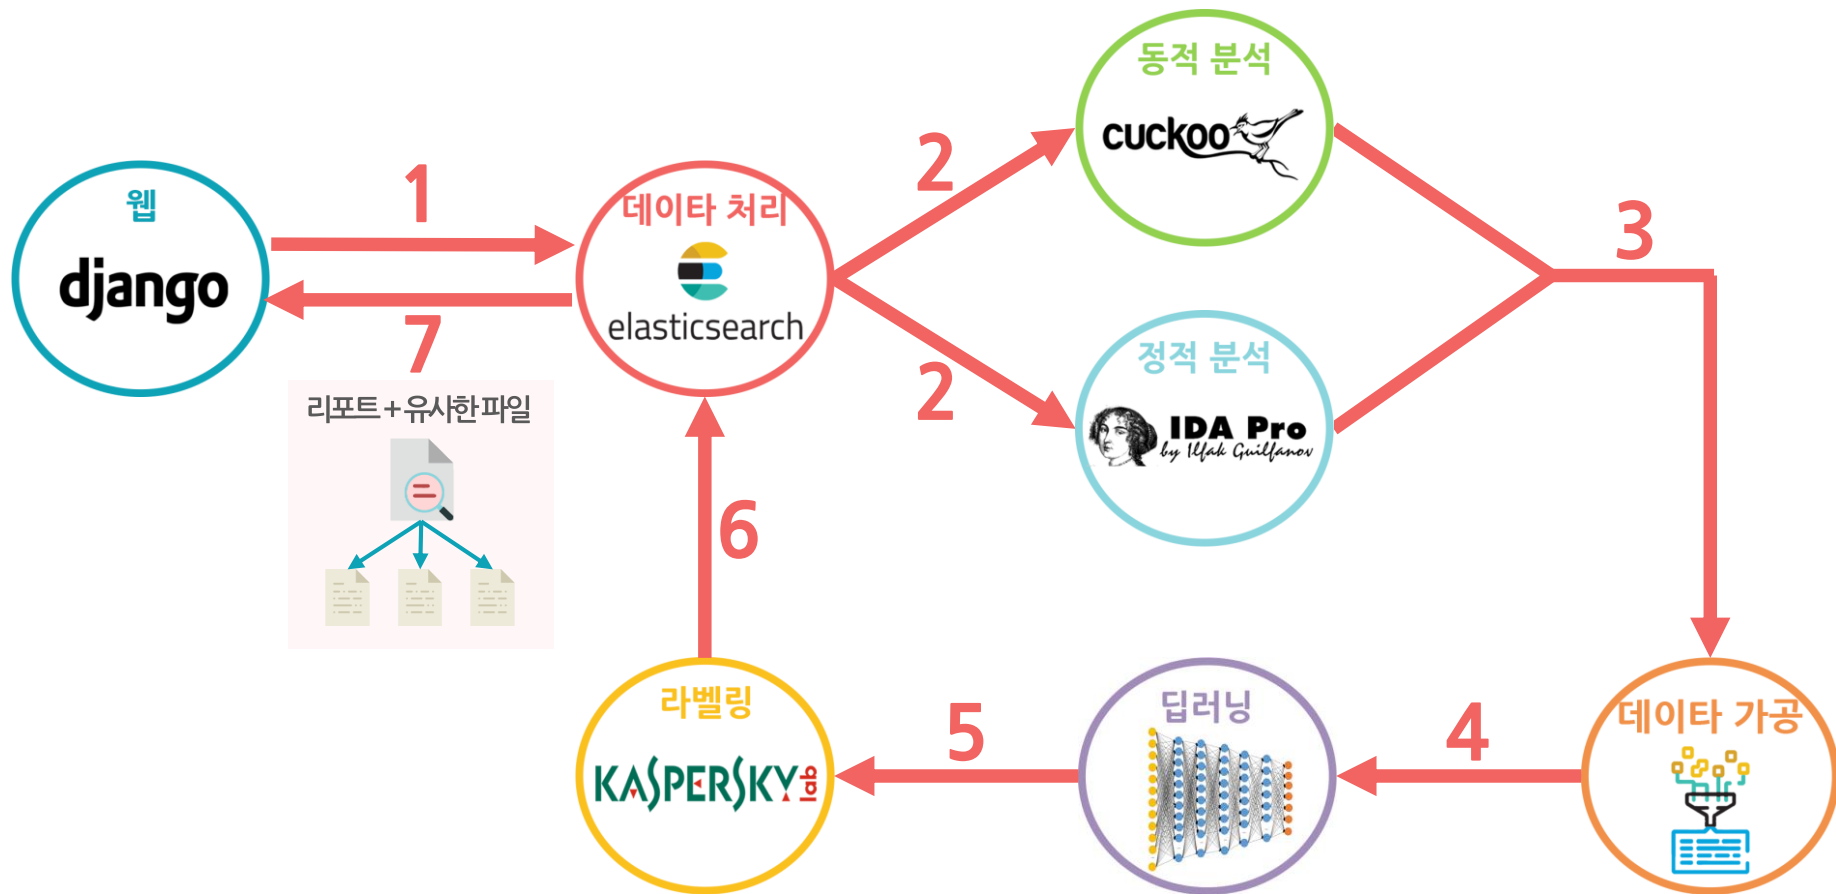 웹
django
1
7
리포트 + 유사한 파일
데이타 처리
elasticsearch
2
2
동적 분석
cuckoo
정적 분석
IDA Pro
by Ilfak Guilfanov
3
데이타 가공
4
딥러닝
5
라벨링
KASPERSKY lab
6